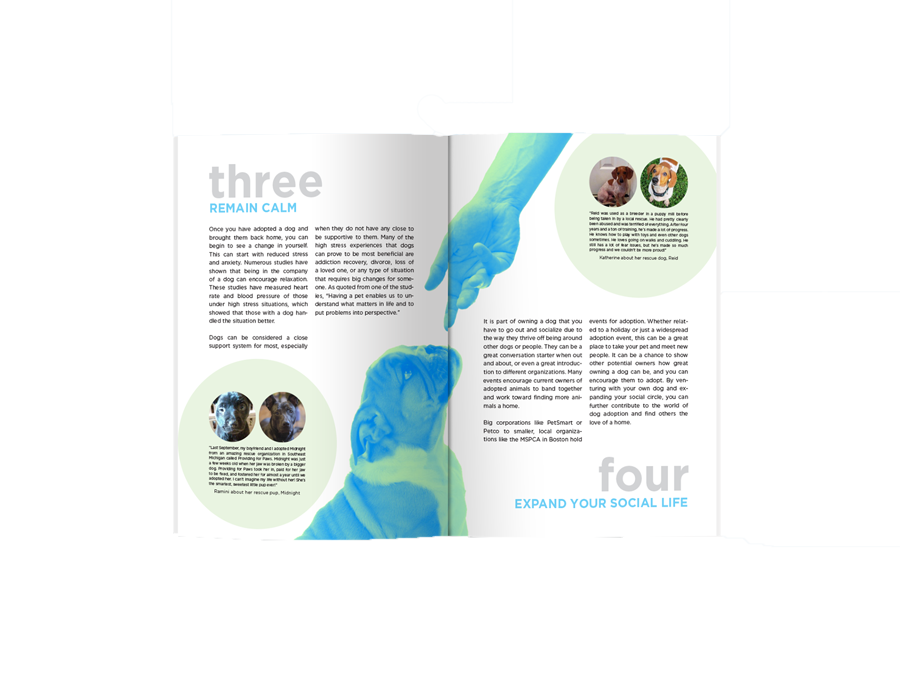 three
REMAIN CALM
Once you have adopted a dog and
brought them back home, you can
begin to see a change in yourself.
This can start with reduced stress
and anxiety. Numerous studies have
shown that being in the company
of a dog can encourage relaxation.
These studies have measured heart
rate and blood pressure of those
under high stress situations, which
showed that those with a dog han-
dled the situation better.
Dogs can be considered a close
support system for most, especially
when they do not have any close to
be supportive to them. Many of the
high stress experiences that dogs
can prove to be most beneficial are
addiction recovery, divorce, loss of
a loved one, or any type of situation
that requires big changes for some-
one. As quoted from one of the stud-
ies, "Having a pet enables us to un-
derstand what matters in life and to
put problems into perspective."
"Last September, my boyfriend and I adopted Midnight
from an amazing rescue organization in Southeast
Michigan called Providing for Paws. Midnight was just
a few weeks old when her jaw was broken by a bigger
dog. Providing for Paws took her in, paid for her jaw
to be fixed, and fostered her for almost a year until we
adopted her. I can't imagine my life without her! She's
the smartest, sweetest little pup ever!"
Ramini about her rescue pup, Midnight
"Reid was used as a breeder in a puppy mill before
being taken in by a local rescue. He had pretty clearly
been abused and was terrified of everything. After four
years and a ton of training, he's made a lot of progress.
He knows how to play with toys and even other dogs
sometimes. He loves going on walks and cuddling. He
still has a lot of fear issues, but he's made so much
progress and we couldn't be more proud!"
Katherine about her rescue dog, Reid
It is part of owning a dog that you
have to go out and socialize due to
the way they thrive off being around
other dogs or people. They can be a
great conversation starter when out
and about, or even a great introduc-
tion to different organizations. Many
events encourage current owners of
adopted animals to band together
and work toward finding more ani-
mals a home.
Big corporations like PetSmart or
Petco to smaller, local organiza-
tions like the MSPCA in Boston hold
events for adoption. Whether relat-
ed to a holiday or just a widespread
adoption event, this can be a great
place to take your pet and meet new
people. It can be a chance to show
other potential owners how great
owning a dog can be, and you can
encourage them to adopt. By ven-
turing with your own dog and ex-
panding your social circle, you can
further contribute to the world of
dog adoption and find others the
love of a home.
four
EXPAND YOUR SOCIAL LIFE